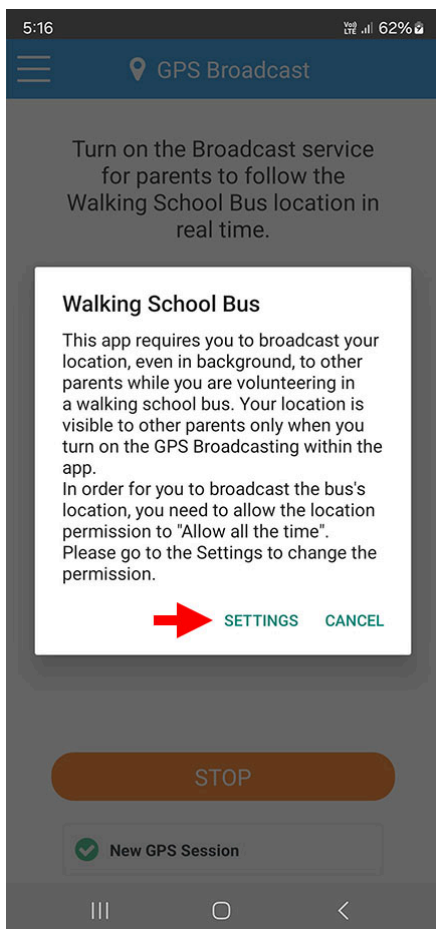 5:16
Vo)) LTE 62%
GPS Broadcast
Turn on the Broadcast service
for parents to follow the
Walking School Bus location in
real time.
Walking School Bus
This app requires you to broadcast your
location, even in background, to other
parents while you are volunteering in
a walking school bus. Your location is
visible to other parents only when you
turn on the GPS Broadcasting within the
app.
In order for you to broadcast the bus's
location, you need to allow the location
permission to "Allow all the time".
Please go to the Settings to change the
permission.
SETTINGS CANCEL
STOP
New GPS Session